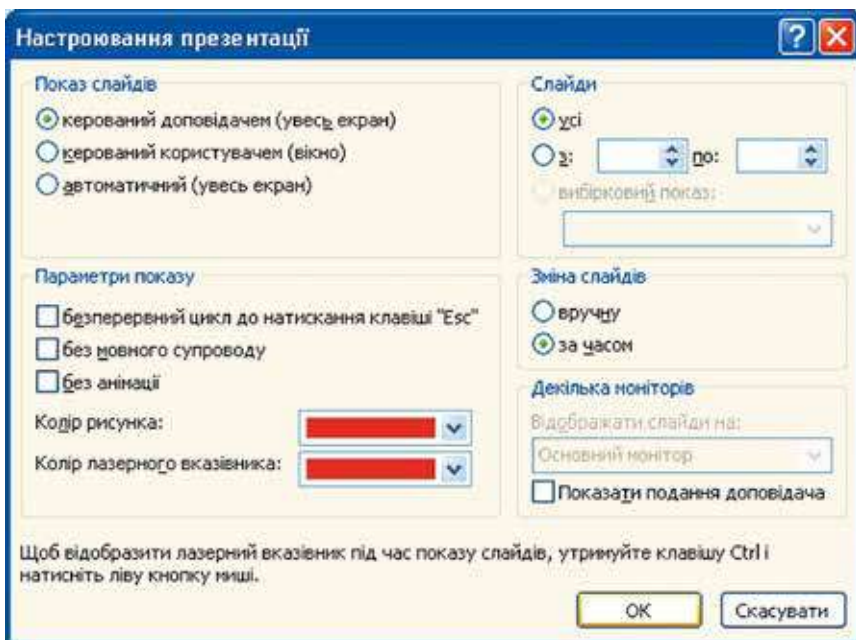 Настроювання презентації
Показ слайдів
керований доповідачем (увесь екран)
керований користувачем (вікно)
автоматичний (увесь екран)
Слайди
усі
з: по:
вибірковий показ:
Параметри показу
безперервний цикл до натискання клавіші "Esc"
без мовного супроводу
без анімації
Колір рисунка:
Колір лазерного вказівника:
Зміна слайдів
вручну
за часом
Декілька моніторів
Відображати слайди на:
Основний монітор
Показати подання доповідача
Щоб відобразити лазерний вказівник під час показу слайдів, утримуйте клавішу Ctrl і
натисніть ліву кнопку миші.
ОК Скасувати